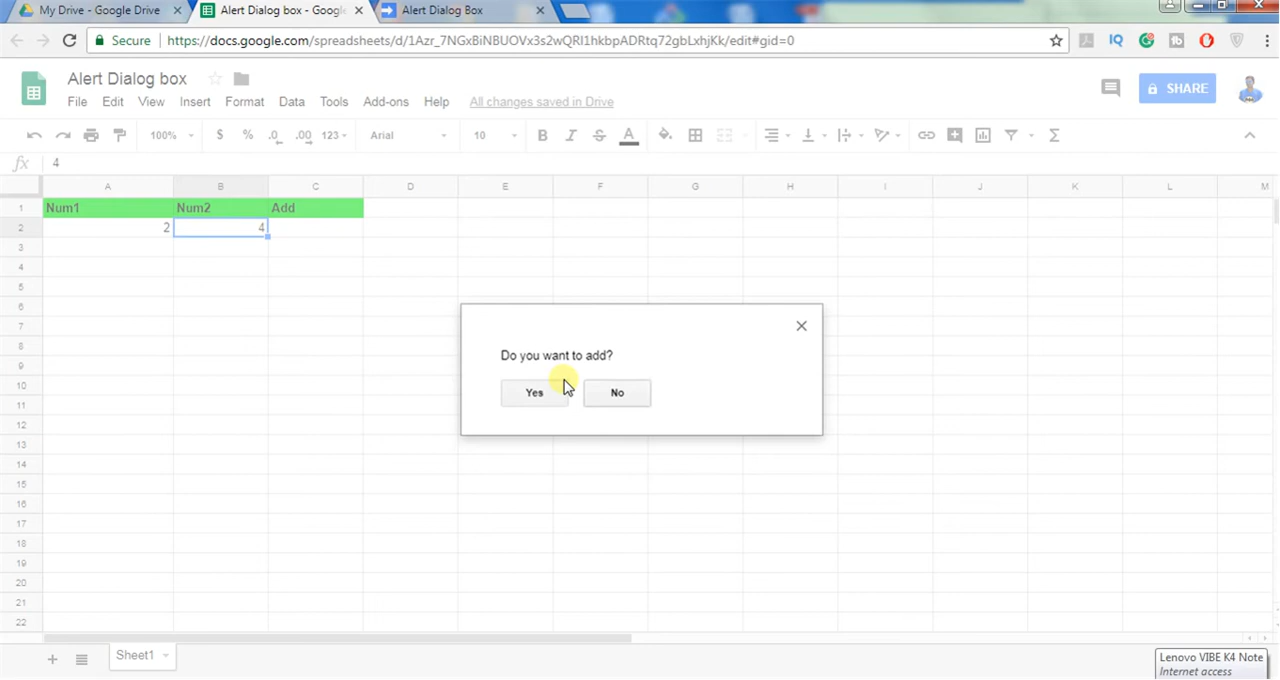 My Drive - Google Drive
Alert Dialog box - Google
Alert Dialog Box
Secure
https://docs.google.com/spreadsheets/d/1Azr_7NGxBiNBUOVx3s2wQRI1hkbpADRtq72gbLxhjKk/edit#gid=0
Alert Dialog box
File Edit View Insert Format Data Tools Add-ons Help All changes saved in Drive
SHARE
100% $ % .0 .00 123 Arial 10 B I S A Σ
fx 4
A B C D E F G H I J K L M
1 Num1 Num2 Add
2 2 4
3
4
5
6
7
8
9
10
11
12
13
14
15
16
17
18
19
20
21
22
Do you want to add?
Yes No
Sheet1
Lenovo VIBE K4 Note
Internet access